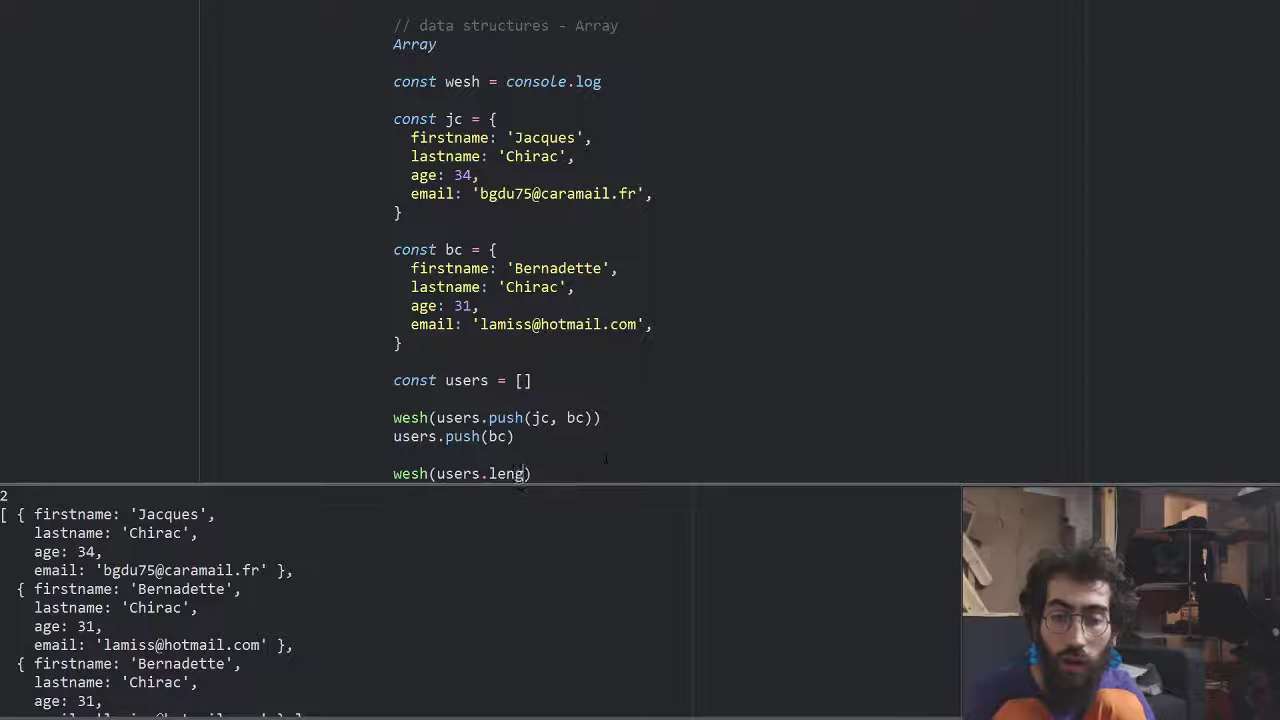 // data structures - Array
Array
const wesh = console.log
const jc = {
firstname: 'Jacques',
lastname: 'Chirac',
age: 34,
email: 'bgdu75@caramail.fr',
}
const bc = {
firstname: 'Bernadette',
lastname: 'Chirac',
age: 31,
email: 'lamiss@hotmail.com',
}
const users = []
wesh(users.push(jc, bc))
users.push(bc)
wesh(users.leng)
2
[ { firstname: 'Jacques',
lastname: 'Chirac',
age: 34,
email: 'bgdu75@caramail.fr' },
{ firstname: 'Bernadette',
lastname: 'Chirac',
age: 31,
email: 'lamiss@hotmail.com' },
{ firstname: 'Bernadette',
lastname: 'Chirac',
age: 31,